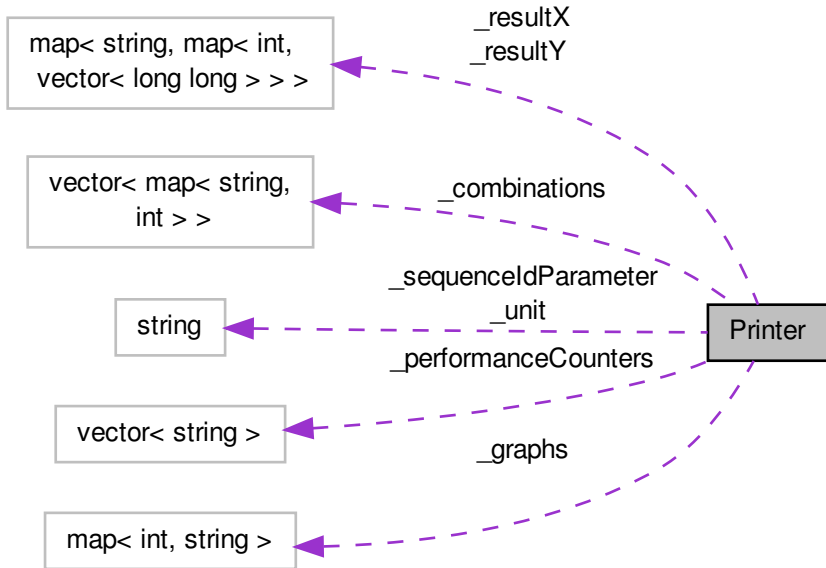 _resultX
_resultY
map< string, map< int,
vector< long long > > >
vector< map< string,
int > >
_combinations
_sequenceIdParameter
_unit
string
Printer
_performanceCounters
vector< string >
_graphs
map< int, string >